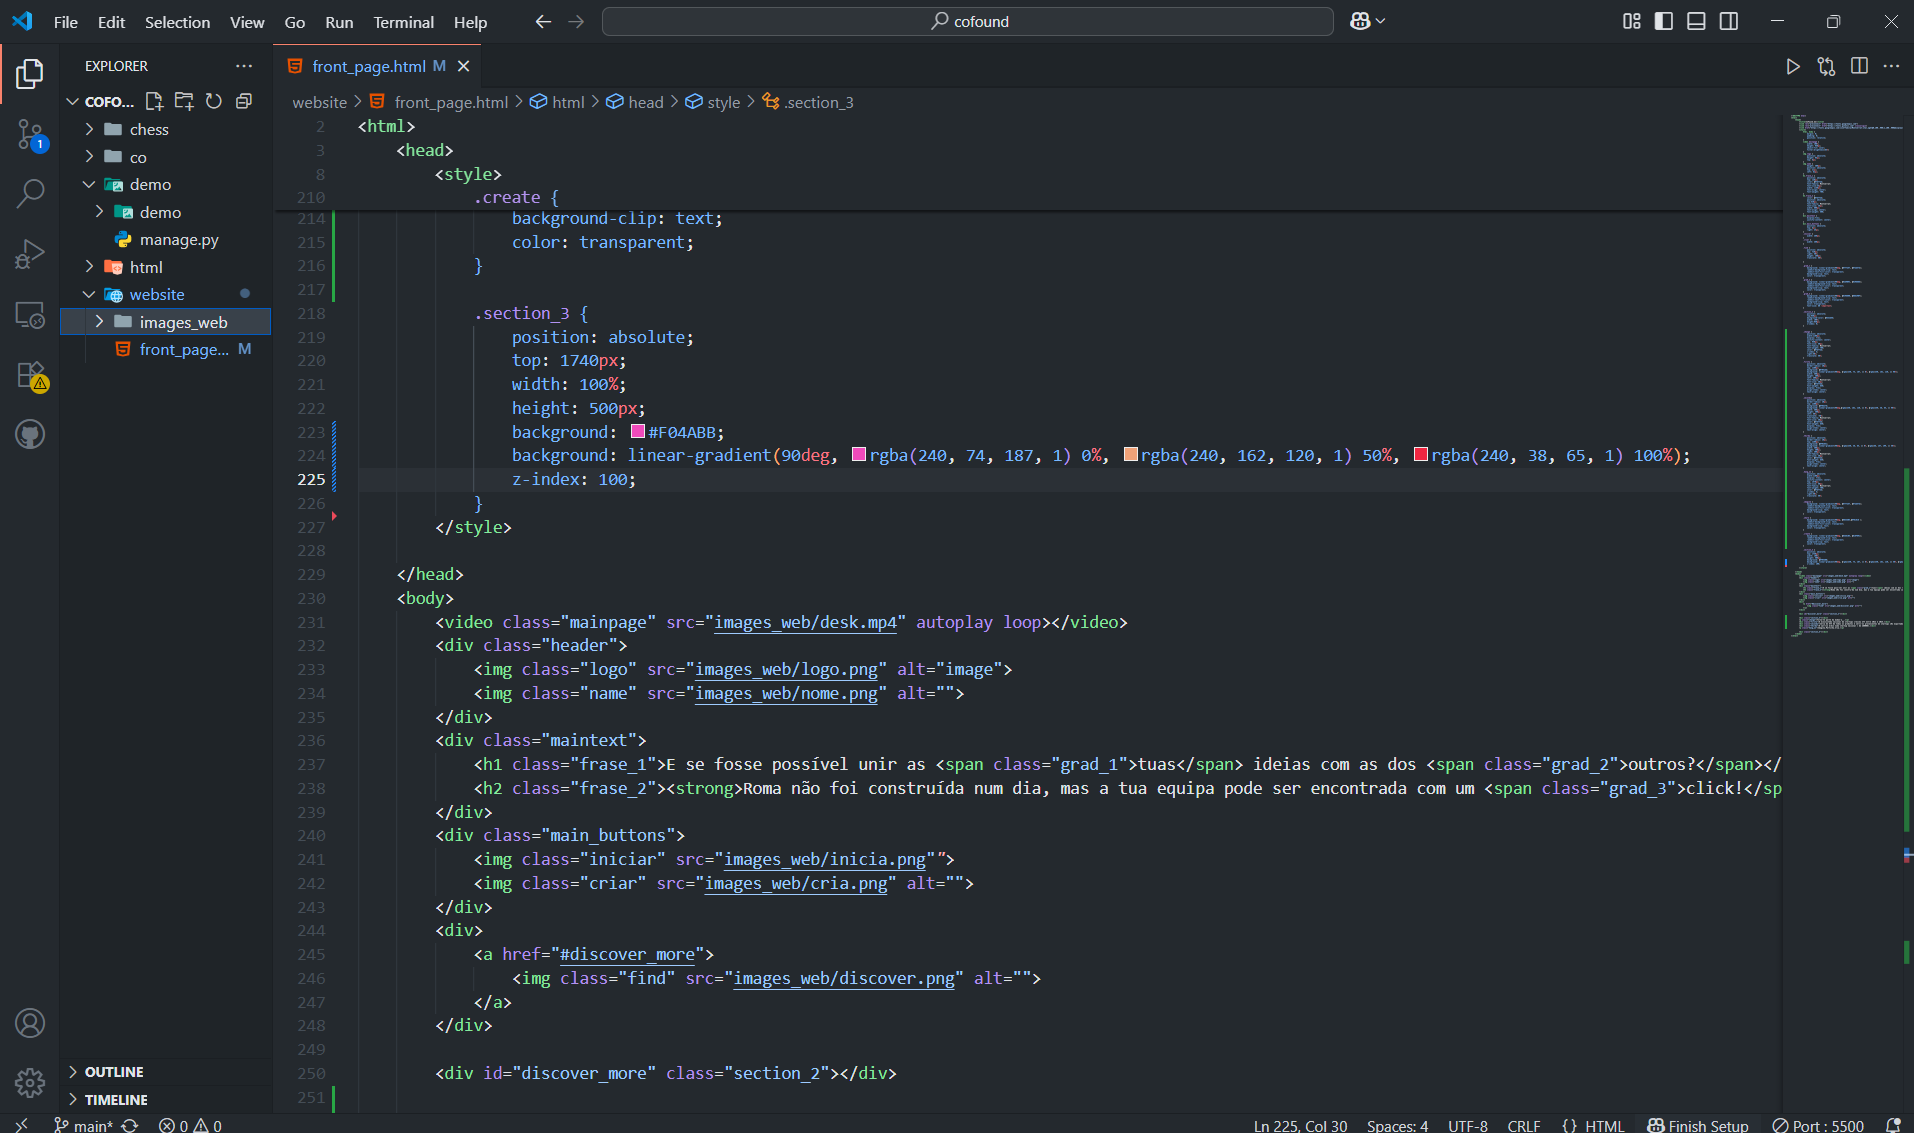 File Edit Selection View Go Run Terminal Help
cofound
EXPLORER
COFO...
chess
co
demo
demo
manage.py
html
website
images_web
front_page... M
OUTLINE
TIMELINE
1
front_page.html M
website > front_page.html > html > head > style > .section_3
2 <html>
3 <head>
8 <style>
210 .create {
214 background-clip: text;
215 color: transparent;
216 }
217
218 .section_3 {
219 position: absolute;
220 top: 1740px;
221 width: 100%;
222 height: 500px;
223 background: #F04ABB;
224 background: linear-gradient(90deg, rgba(240, 74, 187, 1) 0%, rgba(240, 162, 120, 1) 50%, rgba(240, 38, 65, 1) 100%);
225 z-index: 100;
226 }
227 </style>
228
229 </head>
230 <body>
231 <video class="mainpage" src="images_web/desk.mp4" autoplay loop></video>
232 <div class="header">
233 <img class="logo" src="images_web/logo.png" alt="image">
234 <img class="name" src="images_web/nome.png" alt="">
235 </div>
236 <div class="maintext">
237 <h1 class="frase_1">E se fosse possível unir as <span class="grad_1">tuas</span> ideias com as dos <span class="grad_2">outros?</span></
238 <h2 class="frase_2"><strong>Roma não foi construída num dia, mas a tua equipa pode ser encontrada com um <span class="grad_3">click!</sp
239 </div>
240 <div class="main_buttons">
241 <img class="iniciar" src="images_web/inicia.png"”>
242 <img class="criar" src="images_web/cria.png" alt="">
243 </div>
244 <div>
245 <a href="#discover_more">
246 <img class="find" src="images_web/discover.png" alt="">
247 </a>
248 </div>
249
250 <div id="discover_more" class="section_2"></div>
251
main* 0 0 Ln 225, Col 30 Spaces: 4 UTF-8 CRLF {} HTML Finish Setup Port : 5500